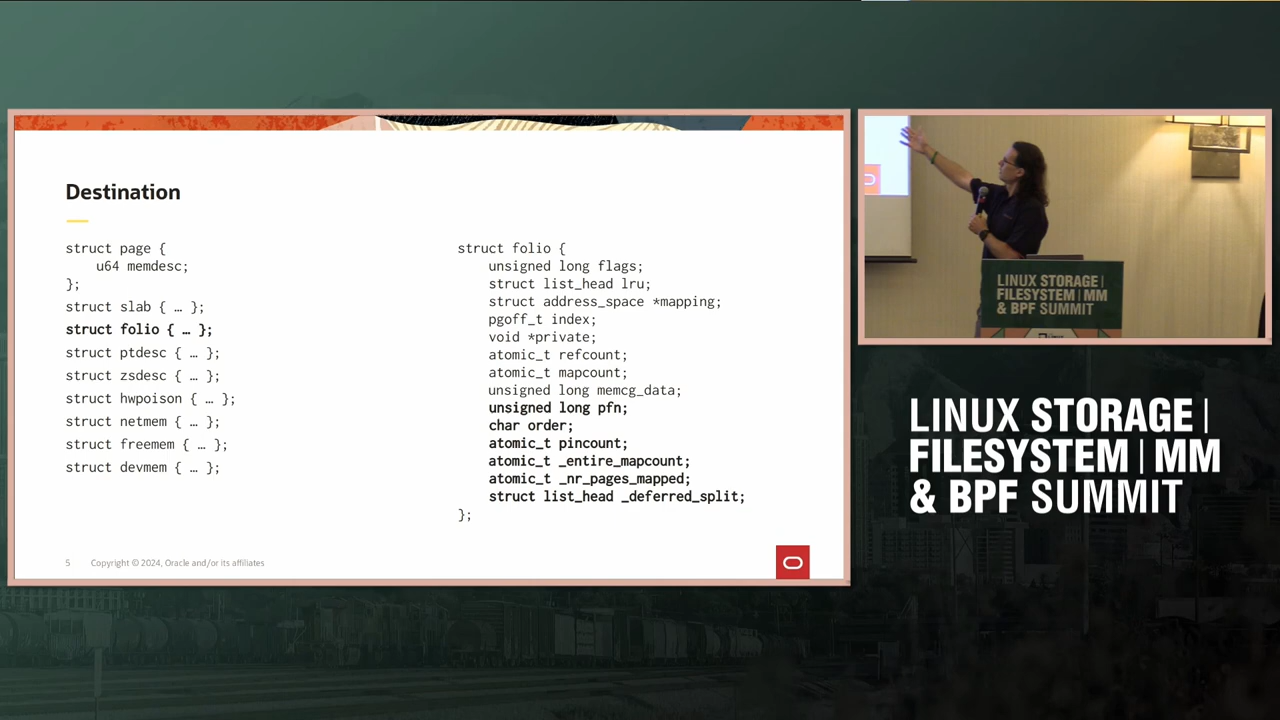 Destination
struct page {
u64 memdesc;
};
struct slab { … };
struct folio { … };
struct ptdesc { … };
struct zsdesc { … };
struct hwpoison { … };
struct netmem { … };
struct freemem { … };
struct devmem { … };
struct folio {
unsigned long flags;
struct list_head lru;
struct address_space *mapping;
pgoff_t index;
void *private;
atomic_t refcount;
atomic_t mapcount;
unsigned long memcg_data;
unsigned long pfn;
char order;
atomic_t pincount;
atomic_t _entire_mapcount;
atomic_t _nr_pages_mapped;
struct list_head _deferred_split;
};
5 Copyright © 2024, Oracle and/or its affiliates
LINUX STORAGE |
FILESYSTEM | MM
& BPF SUMMIT
LINUX STORAGE |
FILESYSTEM | MM
& BPF SUMMIT